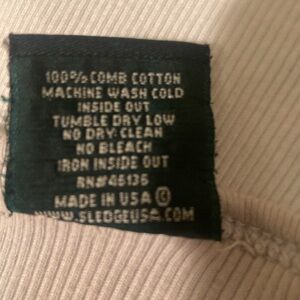 100% COMB COTTON
MACHINE WASH COLD
INSIDE OUT
TUMBLE DRY LOW
NO DRY CLEAN
NO BLEACH
IRON INSIDE OUT
RN#46135
MADE IN USA ©
WWW.SLEDGEUSA.COM